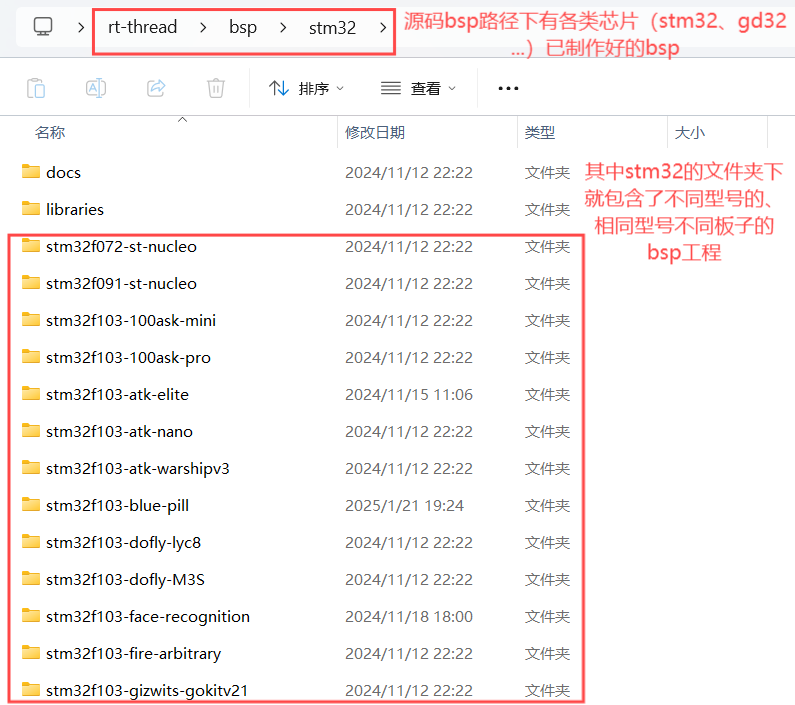 rt-thread > bsp > stm32 >
源码bsp路径下有各类芯片（stm32、gd32
...）已制作好的bsp
排序 查看
名称 修改日期 类型 大小
docs 2024/11/12 22:22 文件夹
libraries 2024/11/12 22:22 文件夹
其中stm32的文件夹下
就包含了不同型号的、
相同型号不同板子的
bsp工程
stm32f072-st-nucleo 2024/11/12 22:22 文件夹
stm32f091-st-nucleo 2024/11/12 22:22 文件夹
stm32f103-100ask-mini 2024/11/12 22:22 文件夹
stm32f103-100ask-pro 2024/11/12 22:22 文件夹
stm32f103-atk-elite 2024/11/15 11:06 文件夹
stm32f103-atk-nano 2024/11/12 22:22 文件夹
stm32f103-atk-warshipv3 2024/11/12 22:22 文件夹
stm32f103-blue-pill 2025/1/21 19:24 文件夹
stm32f103-dofly-lyc8 2024/11/12 22:22 文件夹
stm32f103-dofly-M3S 2024/11/12 22:22 文件夹
stm32f103-face-recognition 2024/11/18 18:00 文件夹
stm32f103-fire-arbitrary 2024/11/12 22:22 文件夹
stm32f103-gizwits-gokitv21 2024/11/12 22:22 文件夹